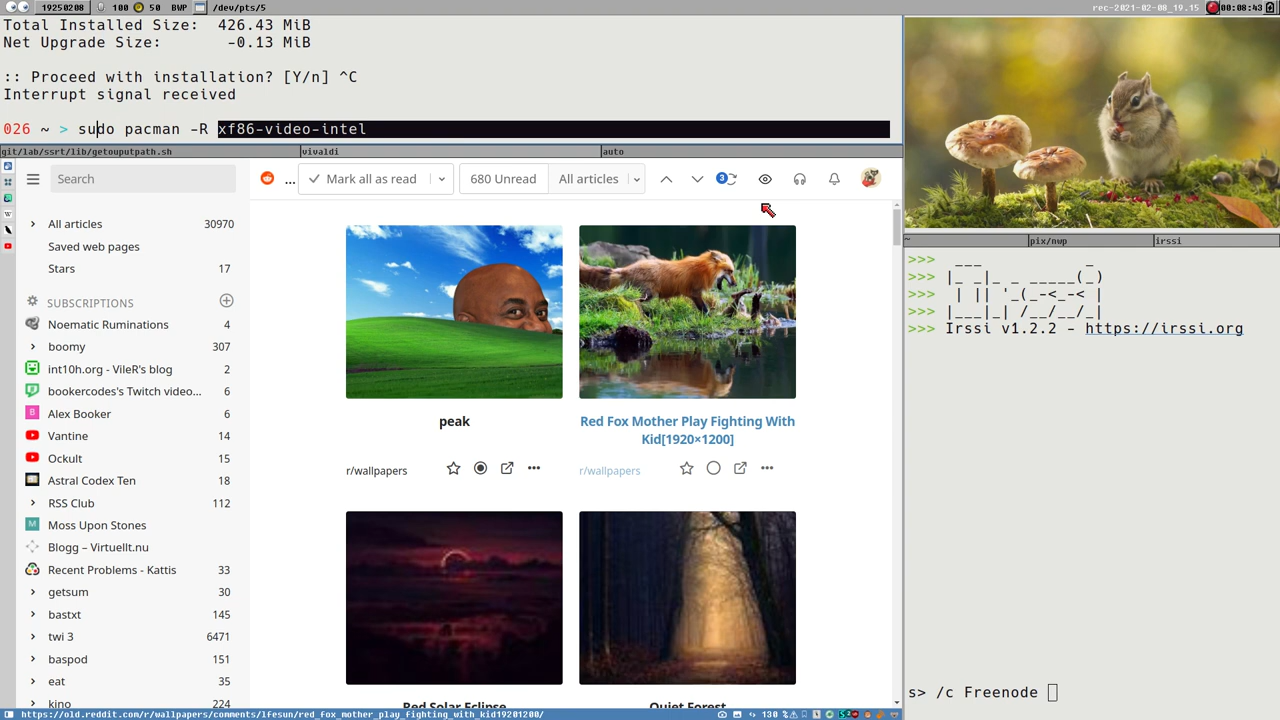 19250208 100 50 BWP /dev/pts/5
rec-2021-02-08_19.15 00:08:43
Total Installed Size: 426.43 MiB
Net Upgrade Size: -0.13 MiB
:: Proceed with installation? [Y/n] ^C
Interrupt signal received
026 ~ > sudo pacman -R xf86-video-intel
git/lab/ssrt/lib/getouputpath.sh vivaldi auto
Search
... Mark all as read 680 Unread All articles 3
All articles 30970
Saved web pages
Stars 17
SUBSCRIPTIONS
Noematic Ruminations 4
boomy 307
int10h.org - VileR's blog 2
bookercodes's Twitch video... 6
Alex Booker 6
Vantine 14
Ockult 15
Astral Codex Ten 18
RSS Club 112
Moss Upon Stones
Blogg – Virtuellt.nu
Recent Problems - Kattis 33
getsum 30
bastxt 145
twi 3 6471
baspod 151
eat 35
kino 224
peak
r/wallpapers
Red Fox Mother Play Fighting With
Kid[1920×1200]
r/wallpapers
Red Solar Eclipse
Quiet Forest
~ pix/nwp irssi
>>>  ___           _
>>> |_ _|_ _ _____(_)
>>>  | || '_(_-<_-< |
>>> |___|_| /__/__/_|
>>> Irssi v1.2.2 - https://irssi.org
s> /c Freenode
https://old.reddit.com/r/wallpapers/comments/lfesun/red_fox_mother_play_fighting_with_kid19201200/
130 %